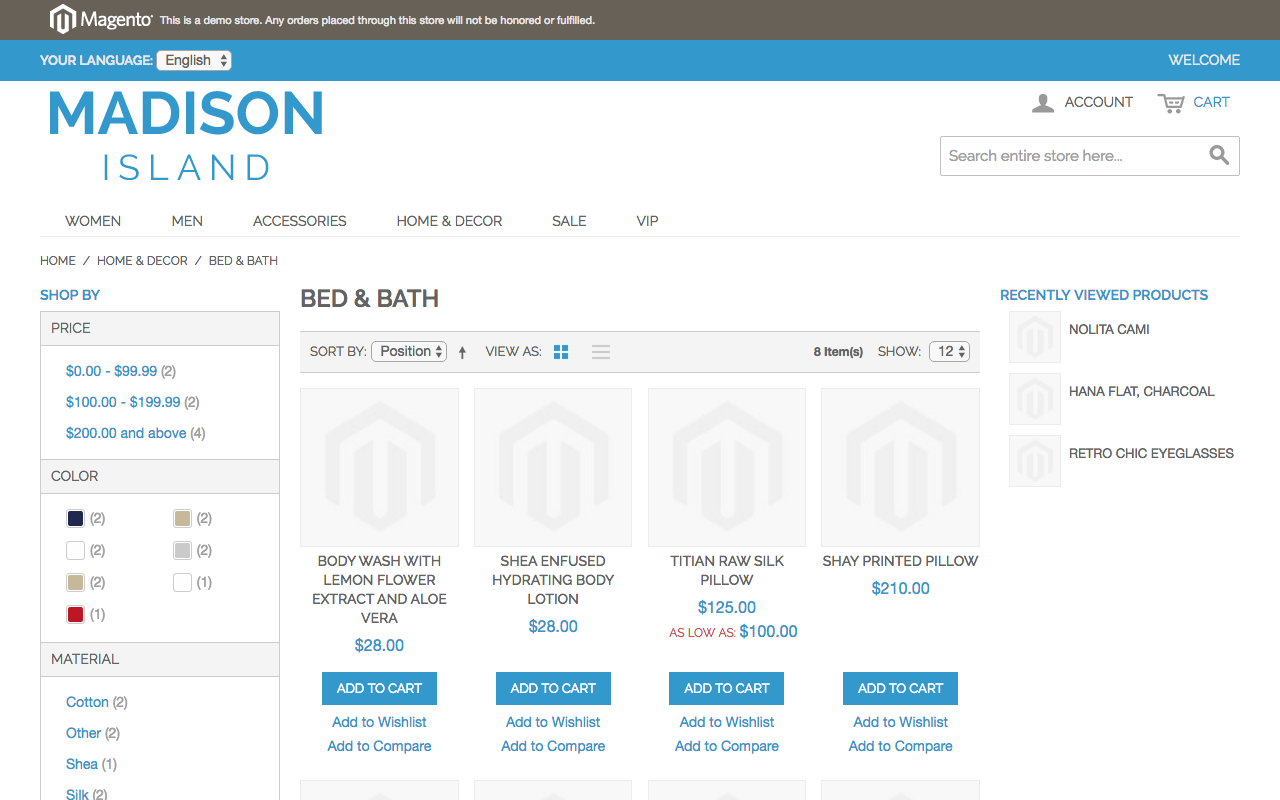 Magento This is a demo store. Any orders placed through this store will not be honored or fulfilled.
YOUR LANGUAGE: English WELCOME
MADISON
ISLAND
ACCOUNT CART
Search entire store here...
WOMEN MEN ACCESSORIES HOME & DECOR SALE VIP
HOME / HOME & DECOR / BED & BATH
SHOP BY
PRICE
$0.00 - $99.99 (2)
$100.00 - $199.99 (2)
$200.00 and above (4)
COLOR
(2) (2)
(2) (2)
(2) (1)
(1)
MATERIAL
Cotton (2)
Other (2)
Shea (1)
Silk (2)
BED & BATH
SORT BY: Position VIEW AS: 8 Item(s) SHOW: 12
BODY WASH WITH
LEMON FLOWER
EXTRACT AND ALOE
VERA
$28.00
ADD TO CART
Add to Wishlist
Add to Compare
SHEA ENFUSED
HYDRATING BODY
LOTION
$28.00
ADD TO CART
Add to Wishlist
Add to Compare
TITIAN RAW SILK
PILLOW
$125.00
AS LOW AS: $100.00
ADD TO CART
Add to Wishlist
Add to Compare
SHAY PRINTED PILLOW
$210.00
ADD TO CART
Add to Wishlist
Add to Compare
RECENTLY VIEWED PRODUCTS
NOLITA CAMI
HANA FLAT, CHARCOAL
RETRO CHIC EYEGLASSES